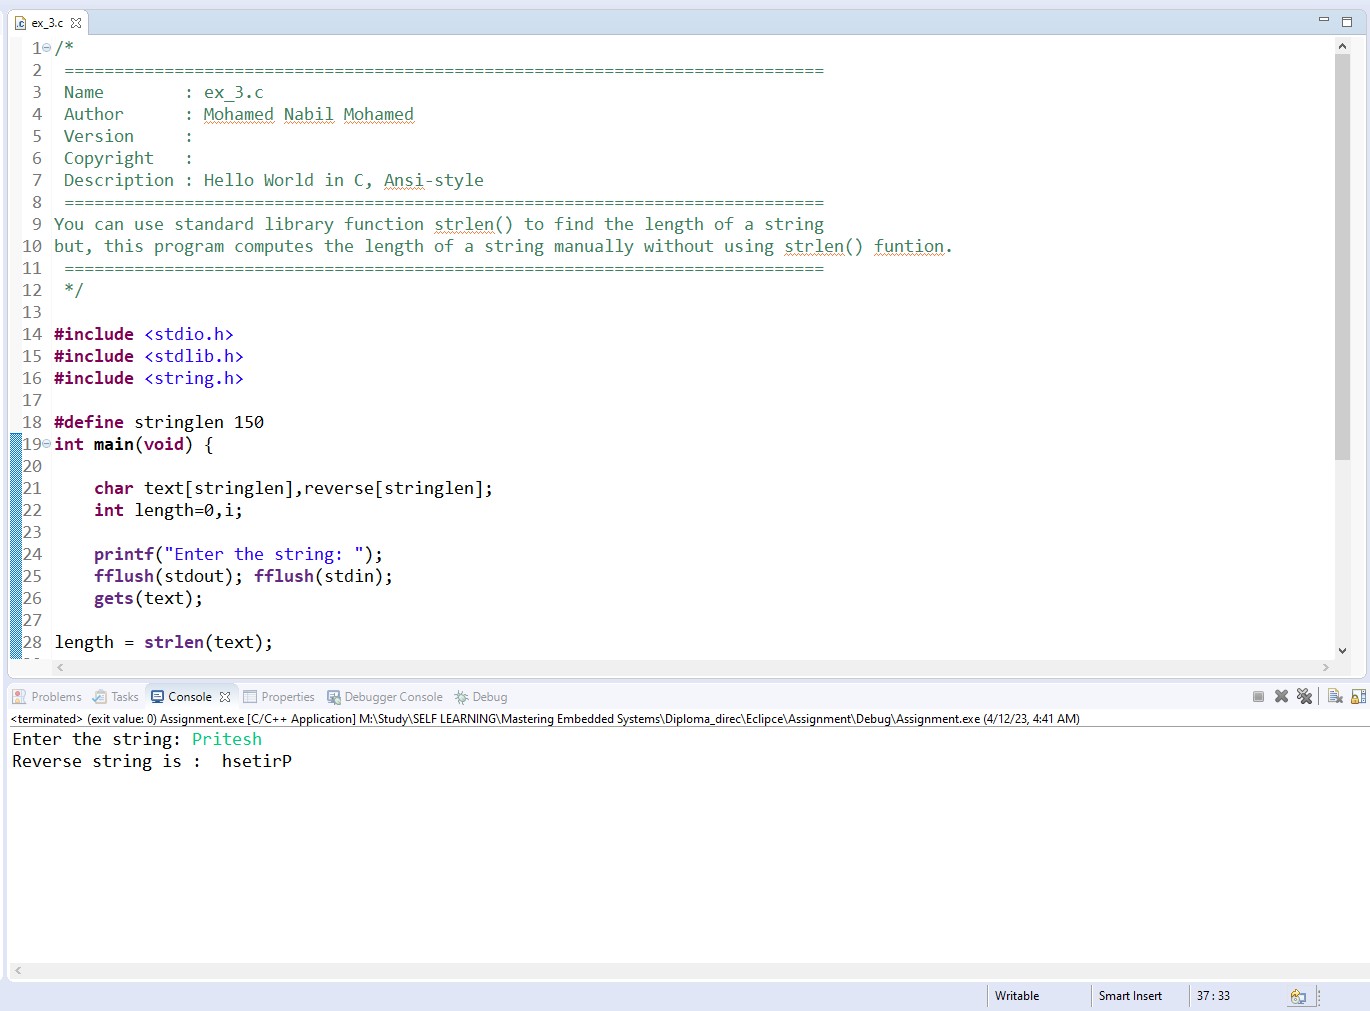 ex_3.c
1 /*
2 ============================================================================
3 Name        : ex_3.c
4 Author      : Mohamed Nabil Mohamed
5 Version     :
6 Copyright   :
7 Description : Hello World in C, Ansi-style
8 ============================================================================
9 You can use standard library function strlen() to find the length of a string
10 but, this program computes the length of a string manually without using strlen() funtion.
11 ============================================================================
12 */
13
14 #include <stdio.h>
15 #include <stdlib.h>
16 #include <string.h>
17
18 #define stringlen 150
19 int main(void) {
20
21     char text[stringlen],reverse[stringlen];
22     int length=0,i;
23
24     printf("Enter the string: ");
25     fflush(stdout); fflush(stdin);
26     gets(text);
27
28 length = strlen(text);
Problems Tasks Console Properties Debugger Console Debug
<terminated> (exit value: 0) Assignment.exe [C/C++ Application] M:\Study\SELF LEARNING\Mastering Embedded Systems\Diploma_direc\Eclipce\Assignment\Debug\Assignment.exe (4/12/23, 4:41 AM)
Enter the string: Pritesh
Reverse string is :  hsetirP
Writable Smart Insert 37 : 33